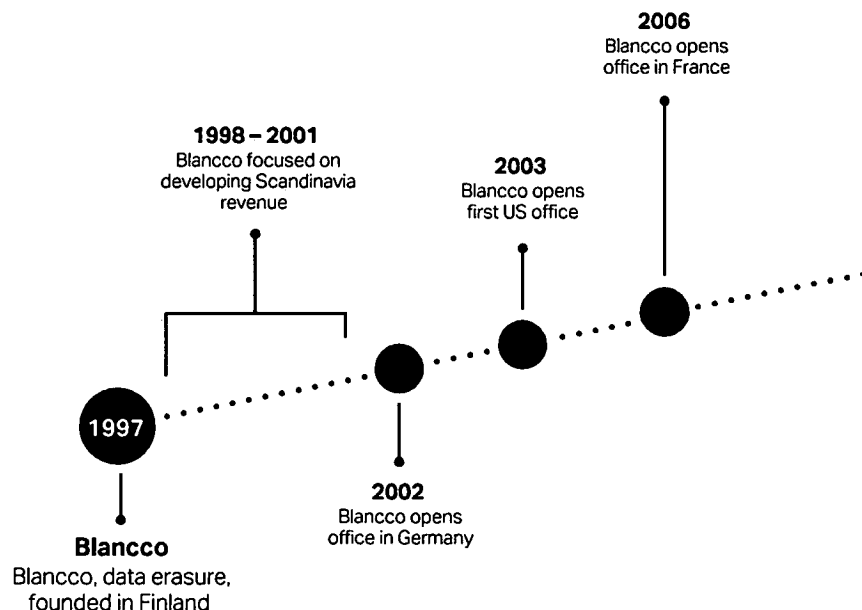 2006
Blancco opens
office in France
1998 – 2001
Blancco focused on
developing Scandinavia
revenue
2003
Blancco opens
first US office
1997
2002
Blancco opens
office in Germany
Blancco
Blancco, data erasure,
founded in Finland